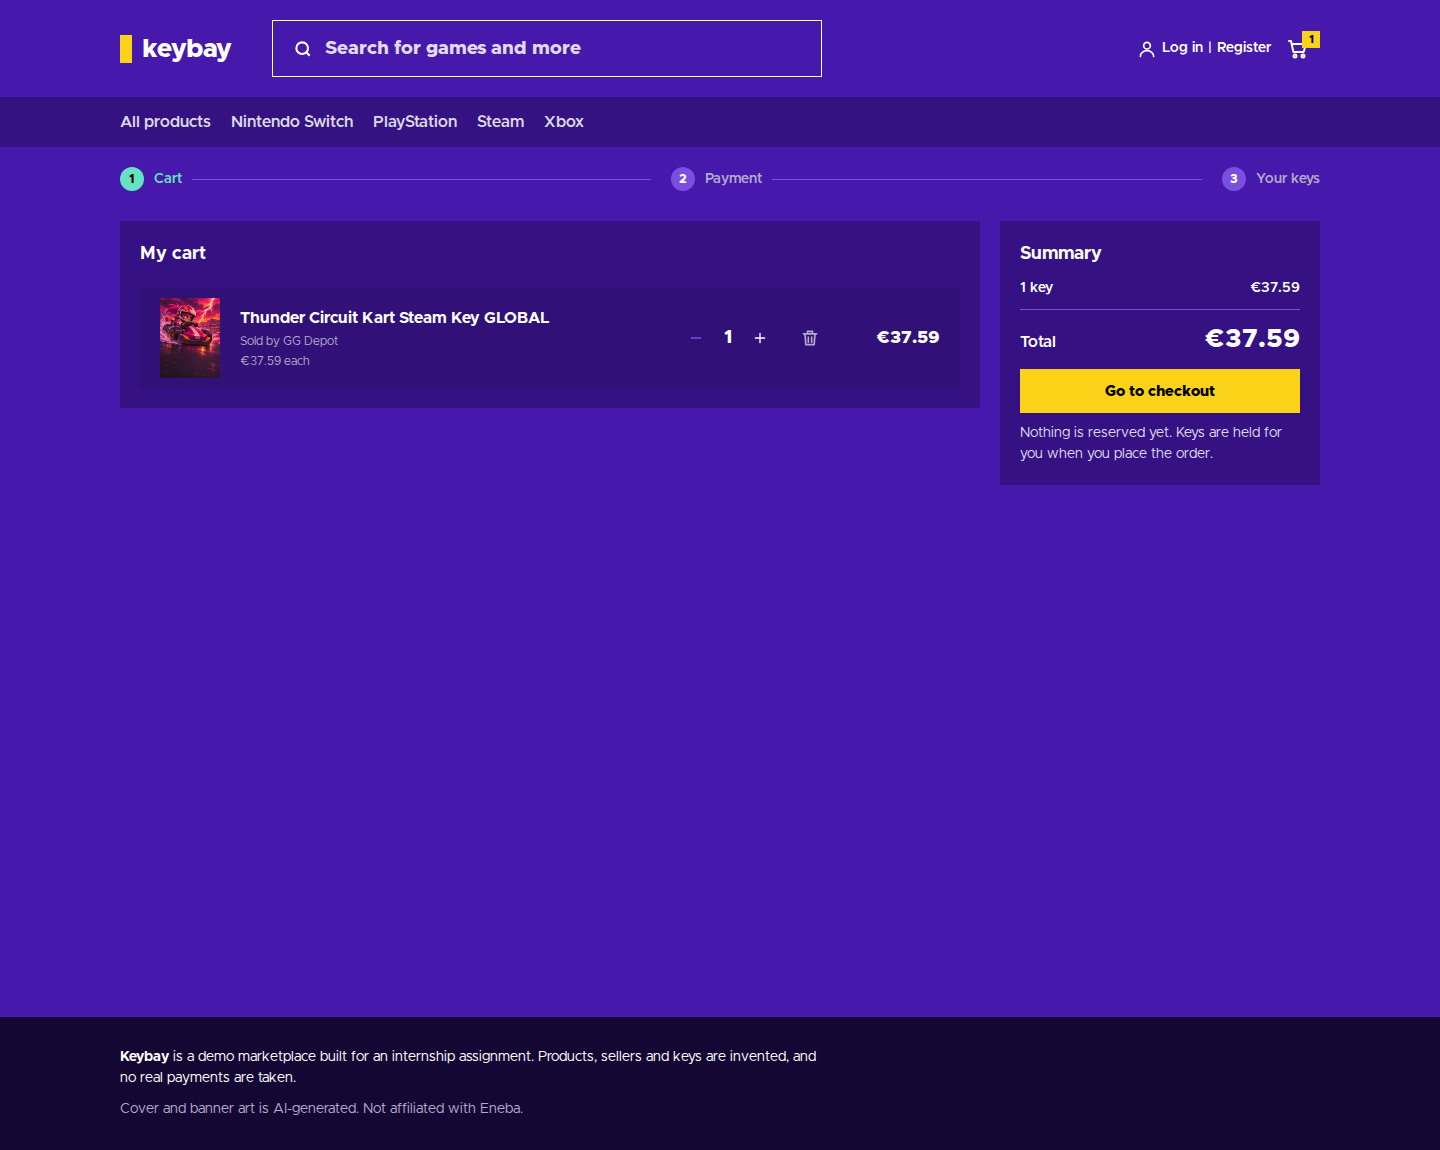 keybay
Search for games and more
Log in | Register
1
All products
Nintendo Switch
PlayStation
Steam
Xbox
1 Cart
2 Payment
3 Your keys
My cart
Thunder Circuit Kart Steam Key GLOBAL
Sold by GG Depot
€37.59 each
− 1 +
€37.59
Summary
1 key €37.59
Total €37.59
Go to checkout
Nothing is reserved yet. Keys are held for
you when you place the order.
Keybay is a demo marketplace built for an internship assignment. Products, sellers and keys are invented, and
no real payments are taken.
Cover and banner art is AI-generated. Not affiliated with Eneba.